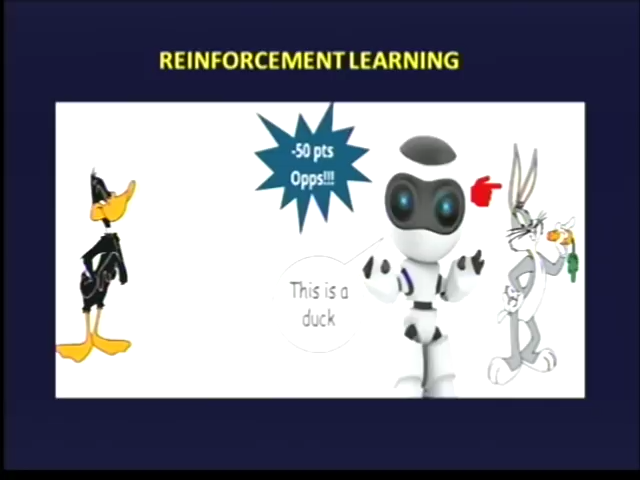 REINFORCEMENT LEARNING
-50 pts
Opps!!!
This is a
duck